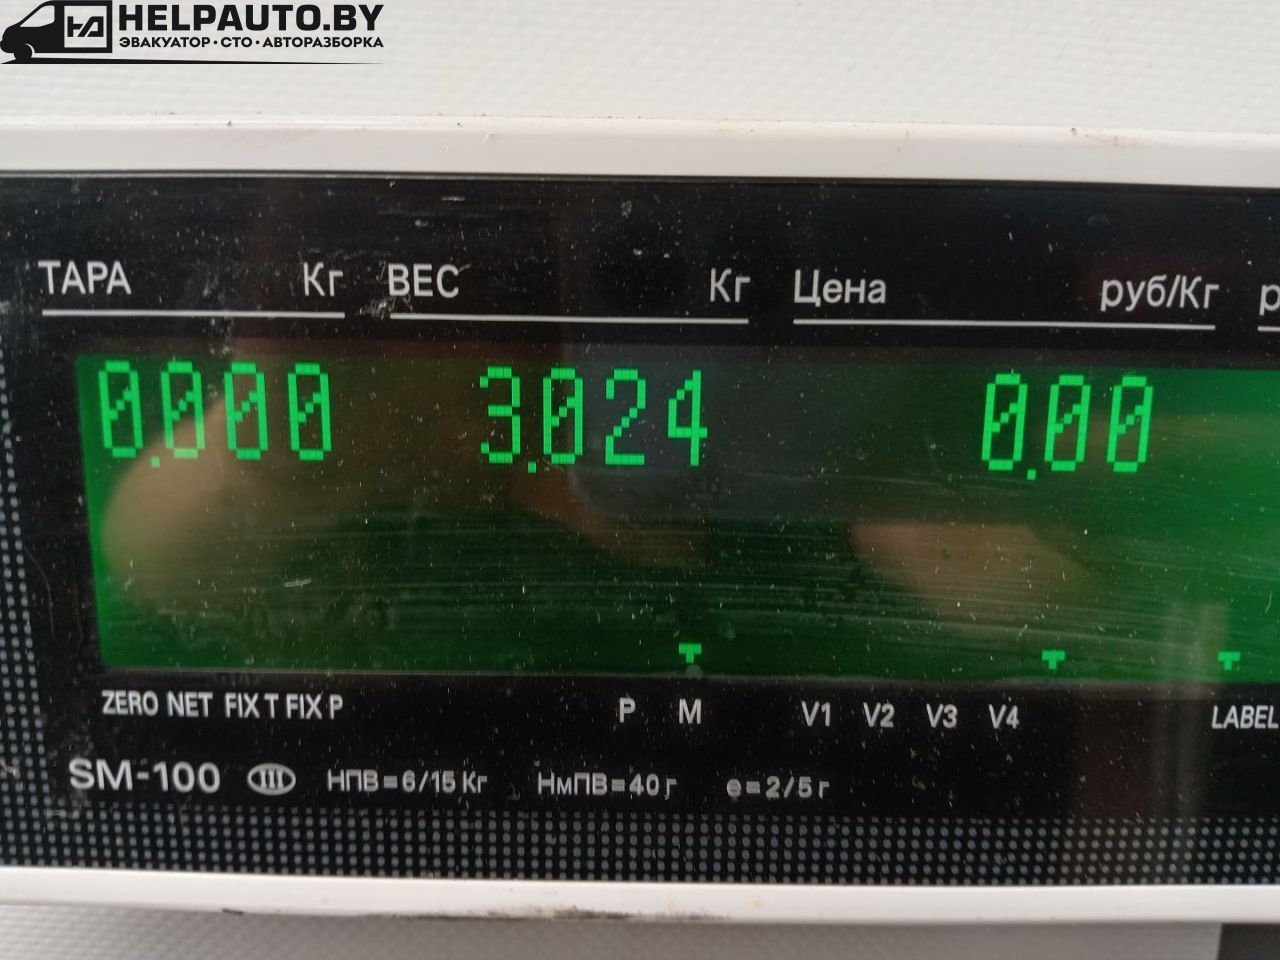 HELPAUTO.BY
ЭВАКУАТОР·СТО·АВТОРАЗБОРКА
ТАРА Кг ВЕС Кг Цена руб/Кг р
0.000 3.024 0.00
ZERO NET FIX T FIX P P M V1 V2 V3 V4 LABEL
SM-100 III НПВ=6/15 Кг НмПВ=40 г e=2/5 г